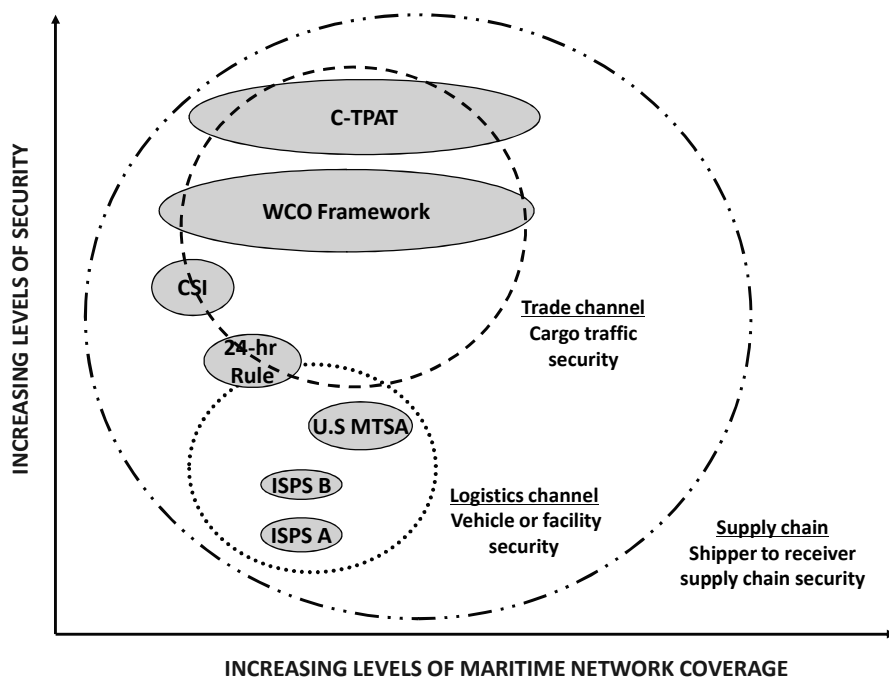 INCREASING LEVELS OF SECURITY
C-TPAT
WCO Framework
CSI
24-hr
Rule
U.S MTSA
ISPS B
ISPS A
Trade channel
Cargo traffic
security
Logistics channel
Vehicle or facility
security
Supply chain
Shipper to receiver
supply chain security
INCREASING LEVELS OF MARITIME NETWORK COVERAGE